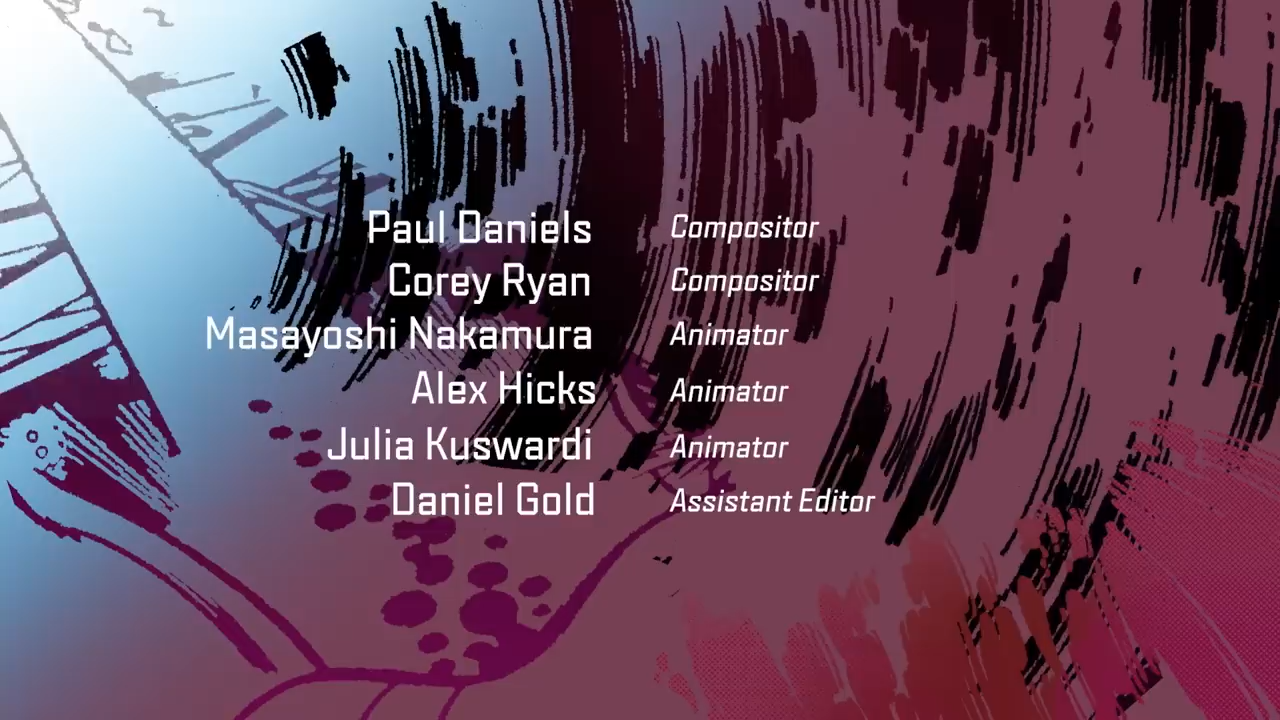 Paul Daniels Compositor
Corey Ryan Compositor
Masayoshi Nakamura Animator
Alex Hicks Animator
Julia Kuswardi Animator
Daniel Gold Assistant Editor